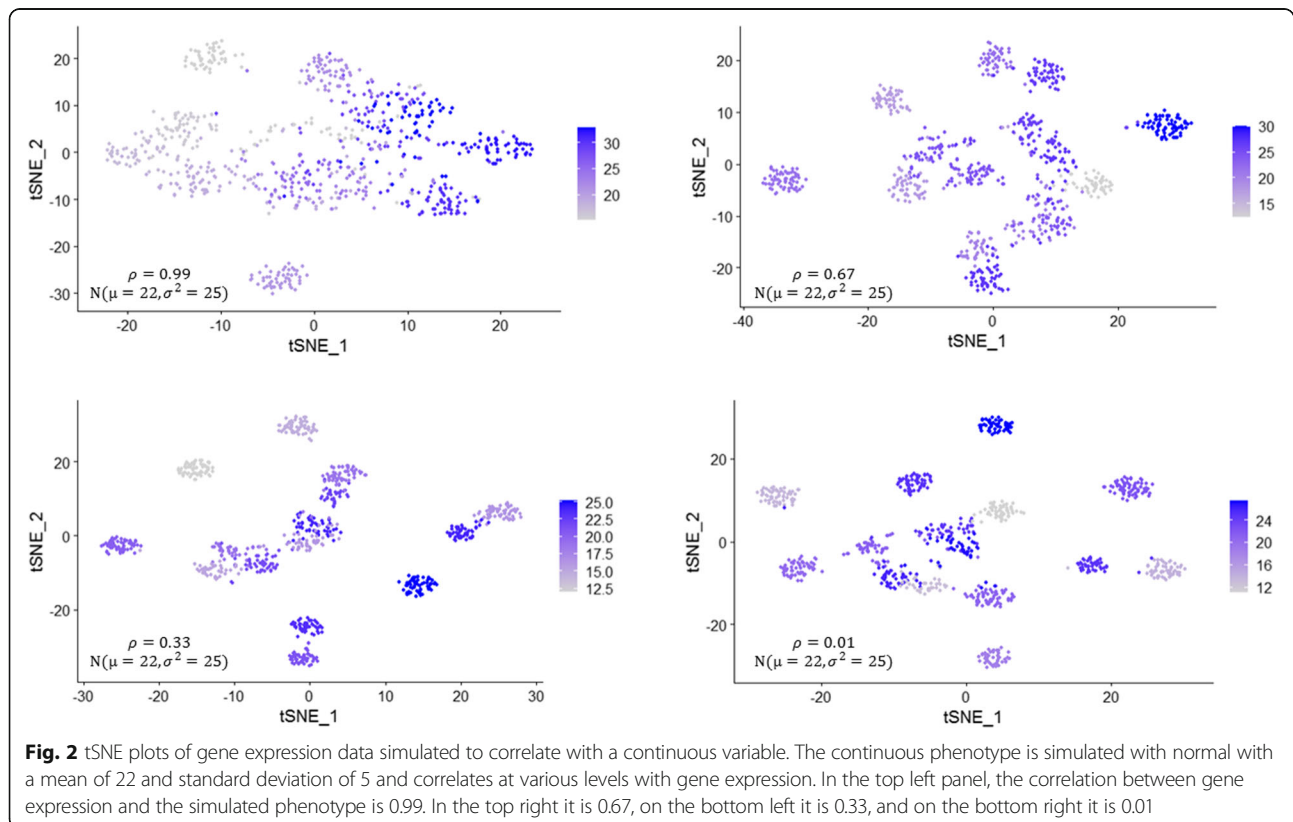 20
10
0
-10
-20
-30
tSNE_2
ρ = 0.99
N(μ = 22,σ² = 25)
-20 -10 0 10 20
tSNE_1
30
20
20
10
0
-10
-20
tSNE_2
ρ = 0.67
N(μ = 22,σ² = 25)
-40 -20 0 20
tSNE_1
30
25
20
15
20
0
-20
tSNE_2
ρ = 0.33
N(μ = 22,σ² = 25)
-30 -20 -10 0 10 20 30
tSNE_1
25.0
22.5
20.0
17.5
15.0
12.5
20
0
-20
tSNE_2
ρ = 0.01
N(μ = 22,σ² = 25)
-20 0 20
tSNE_1
24
20
16
12
Fig. 2 tSNE plots of gene expression data simulated to correlate with a continuous variable. The continuous phenotype is simulated with normal with
a mean of 22 and standard deviation of 5 and correlates at various levels with gene expression. In the top left panel, the correlation between gene
expression and the simulated phenotype is 0.99. In the top right it is 0.67, on the bottom left it is 0.33, and on the bottom right it is 0.01